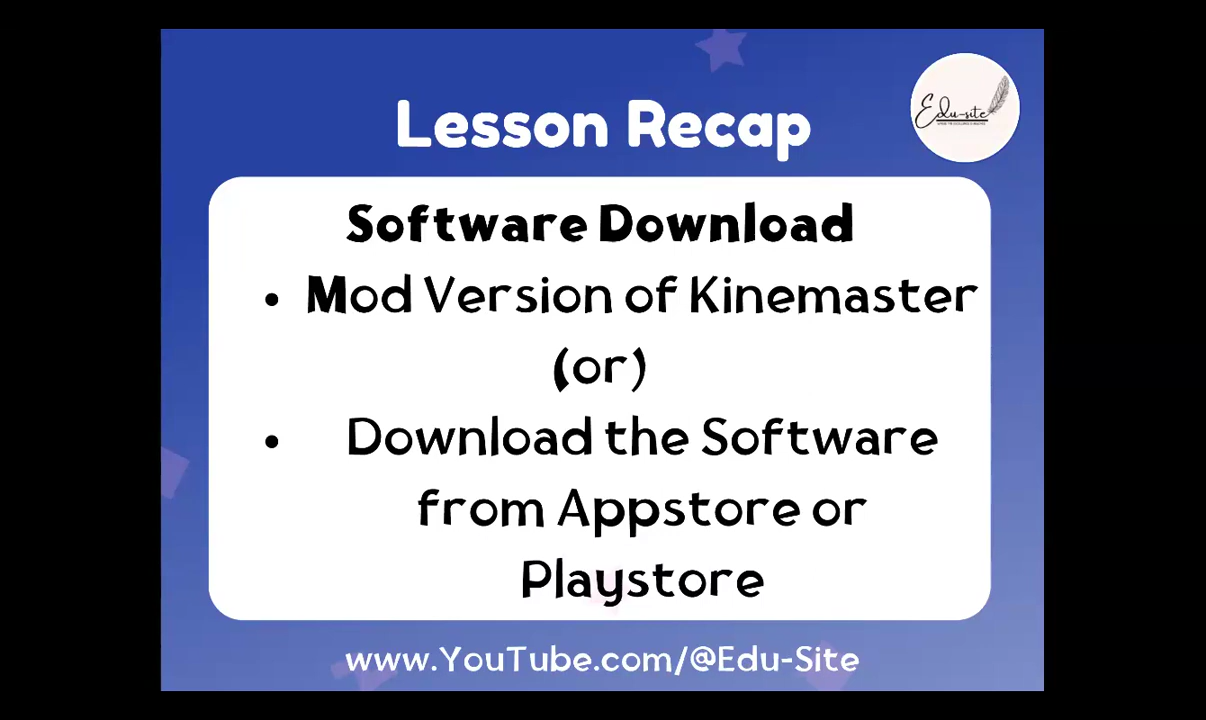 Lesson Recap
Edu-site
Software Download
• Mod Version of Kinemaster
(or)
• Download the Software
from Appstore or
Playstore
www.YouTube.com/@Edu-Site